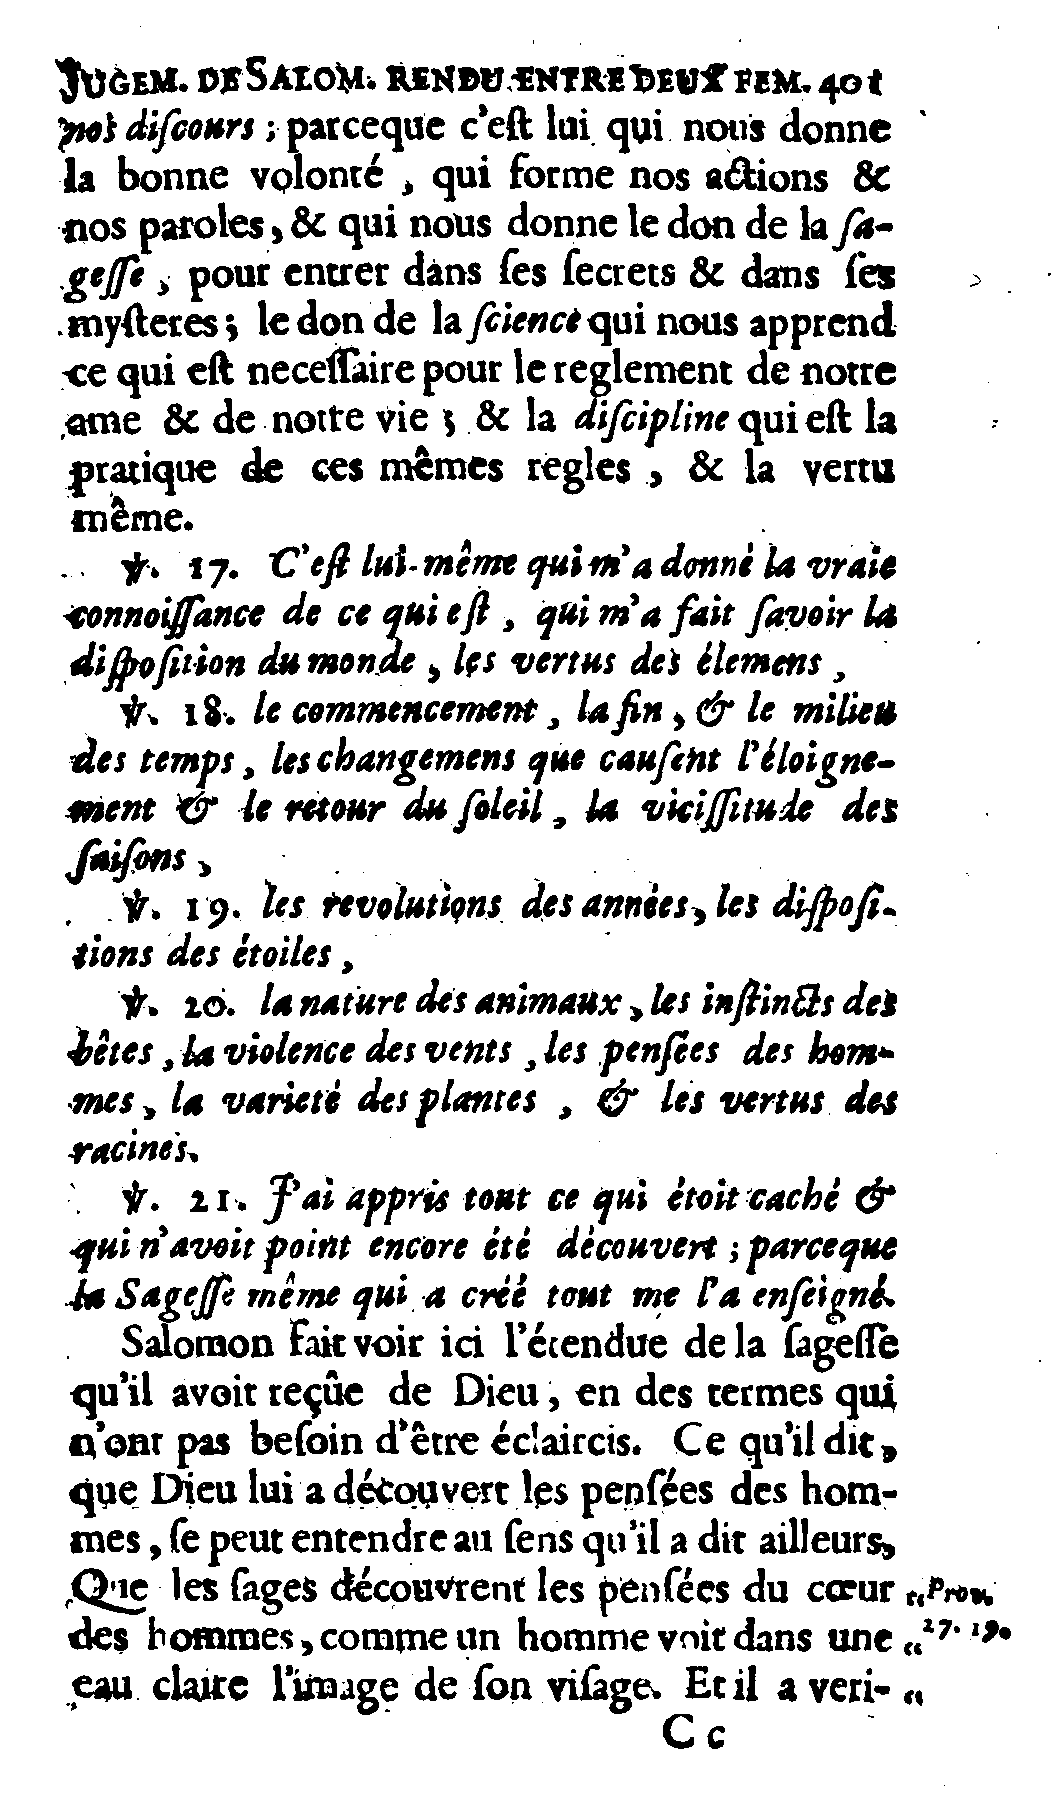 JUGEM. DE SALOM. RENDU ENTRE DEUX FEM. 401
nos diſcours ; parceque c'eſt lui qui nous donne
la bonne volonté , qui forme nos actions &
nos paroles, & qui nous donne le don de la ſa-
geſſe , pour entrer dans ſes ſecrets & dans ſes
myſteres ; le don de la ſcience qui nous apprend
ce qui eſt neceſſaire pour le reglement de notre
ame & de notre vie ; & la diſcipline qui eſt la
pratique de ces mêmes regles , & la vertu
même.
℣. 17. C'eſt lui-même qui m'a donné la vraie
connoiſſance de ce qui eſt , qui m'a fait ſavoir la
diſpoſition du monde , les vertus des élemens ,
℣. 18. le commencement , la fin , & le milieu
des temps , les changemens que cauſent l'éloigne-
ment & le retour du ſoleil , la viciſſitude des
ſaiſons ,
℣. 19. les revolutions des années, les diſpoſi-
tions des étoiles ,
℣. 20. la nature des animaux , les inſtincts des
bêtes , la violence des vents , les penſées des hom-
mes , la varieté des plantes , & les vertus des
racines.
℣. 21. J'ai appris tout ce qui étoit caché &
qui n'avoit point encore été découvert ; parceque
la Sageſſe même qui a créé tout me l'a enſeigné.
Salomon fait voir ici l'étendue de la ſageſſe
qu'il avoit reçûe de Dieu , en des termes qui
n'ont pas beſoin d'être éclaircis. Ce qu'il dit ,
que Dieu lui a découvert les penſées des hom-
mes , ſe peut entendre au ſens qu'il a dit ailleurs,
Que les ſages découvrent les penſées du cœur “ Prov.
des hommes , comme un homme voit dans une “ 27. 19.
eau claire l'image de ſon viſage. Et il a veri- “
C c